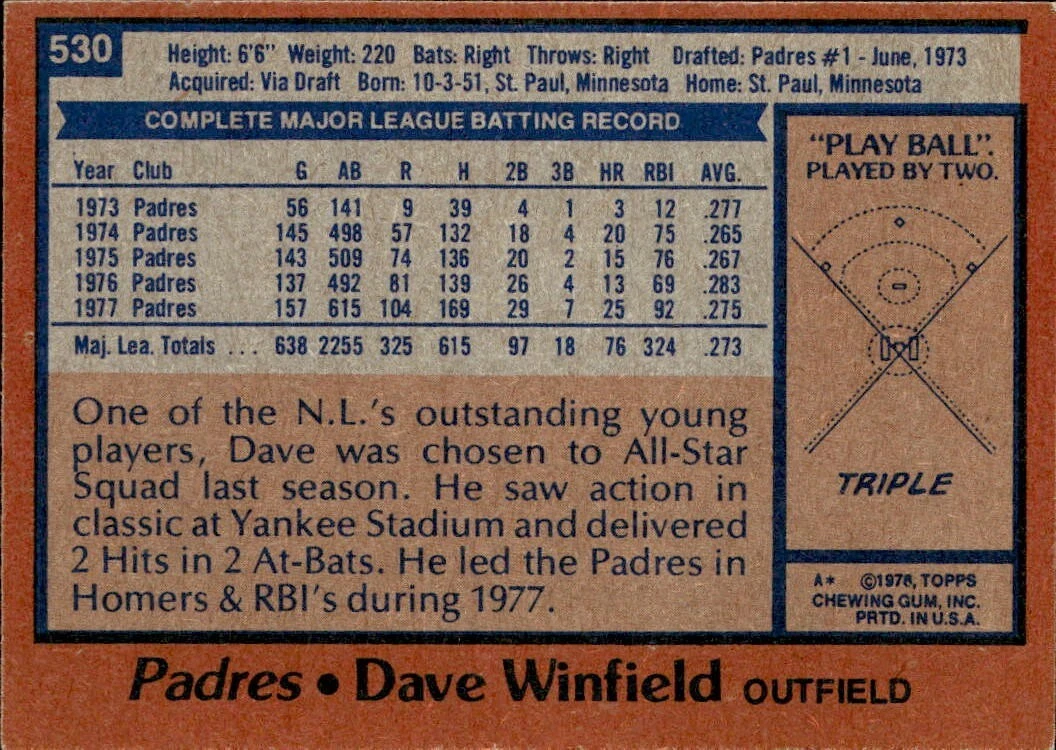 530
Height: 6'6" Weight: 220 Bats: Right Throws: Right Drafted: Padres #1 - June, 1973
Acquired: Via Draft Born: 10-3-51, St. Paul, Minnesota Home: St. Paul, Minnesota
COMPLETE MAJOR LEAGUE BATTING RECORD
Year Club G AB R H 2B 3B HR RBI AVG.
1973 Padres 56 141 9 39 4 1 3 12 .277
1974 Padres 145 498 57 132 18 4 20 75 .265
1975 Padres 143 509 74 136 20 2 15 76 .267
1976 Padres 137 492 81 139 26 4 13 69 .283
1977 Padres 157 615 104 169 29 7 25 92 .275
Maj. Lea. Totals ... 638 2255 325 615 97 18 76 324 .273
One of the N.L.'s outstanding young
players, Dave was chosen to All-Star
Squad last season. He saw action in
classic at Yankee Stadium and delivered
2 Hits in 2 At-Bats. He led the Padres in
Homers & RBI's during 1977.
"PLAY BALL".
PLAYED BY TWO.
TRIPLE
A* ©1978, TOPPS
CHEWING GUM, INC.
PRTD. IN U.S.A.
Padres • Dave Winfield OUTFIELD